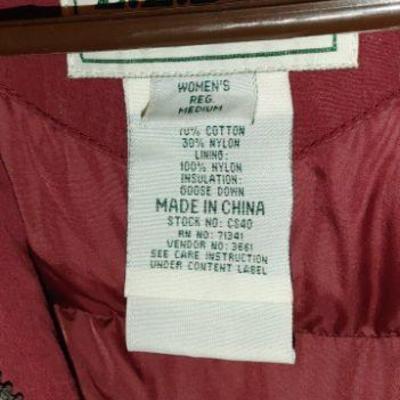 WOMEN'S
REG.
MEDIUM
70% COTTON
30% NYLON
LINING:
100% NYLON
INSULATION:
GOOSE DOWN
MADE IN CHINA
STOCK NO: CS40
RN NO: 71341
VENDOR NO: 3661
SEE CARE INSTRUCTION
UNDER CONTENT LABEL